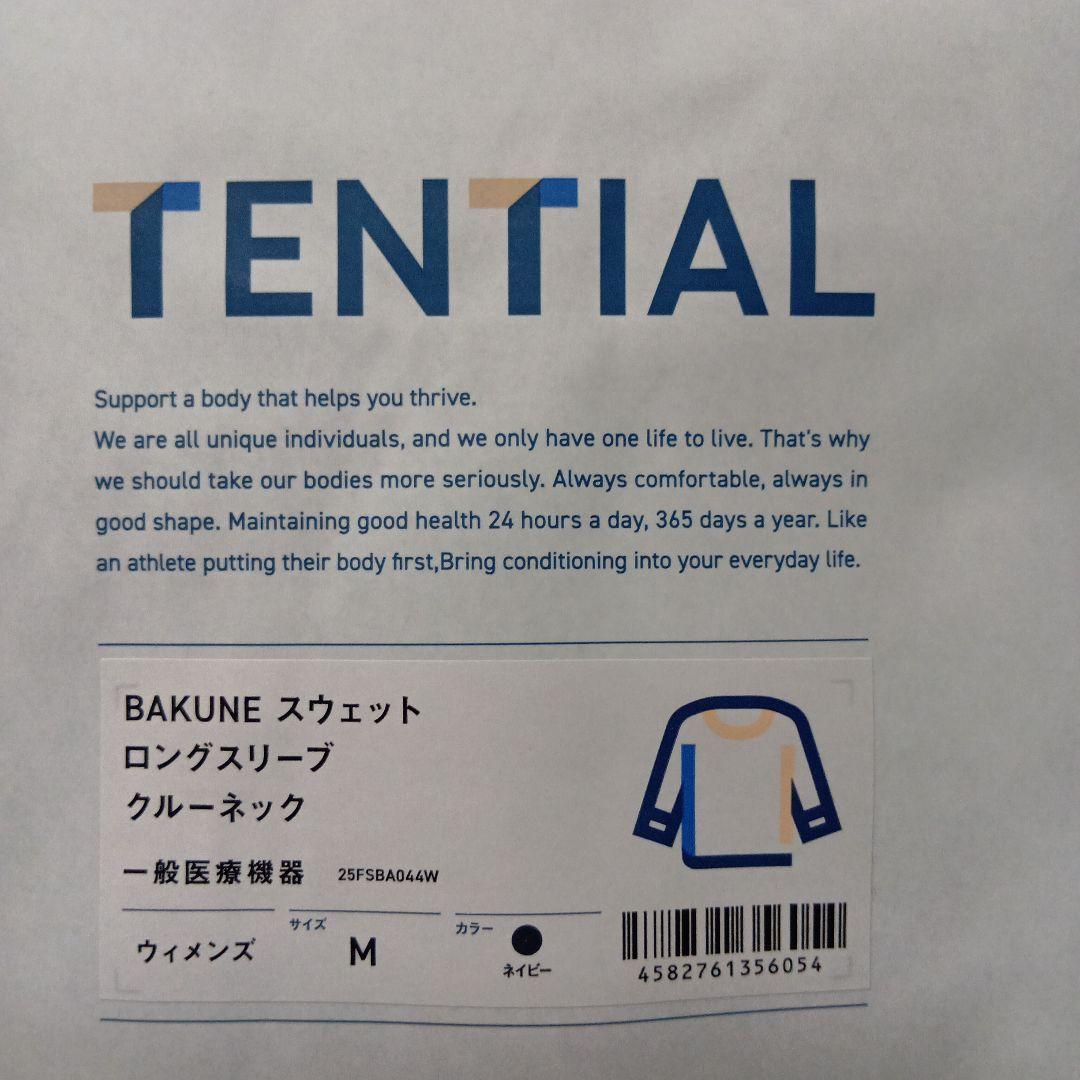 TENTIAL
Support a body that helps you thrive.
We are all unique individuals, and we only have one life to live. That's why
we should take our bodies more seriously. Always comfortable, always in
good shape. Maintaining good health 24 hours a day, 365 days a year. Like
an athlete putting their body first,Bring conditioning into your everyday life.
BAKUNE スウェット
ロングスリーブ
クルーネック
一般医療機器 25FSBA044W
ウィメンズ
サイズ
M
カラー
ネイビー
4582761356054